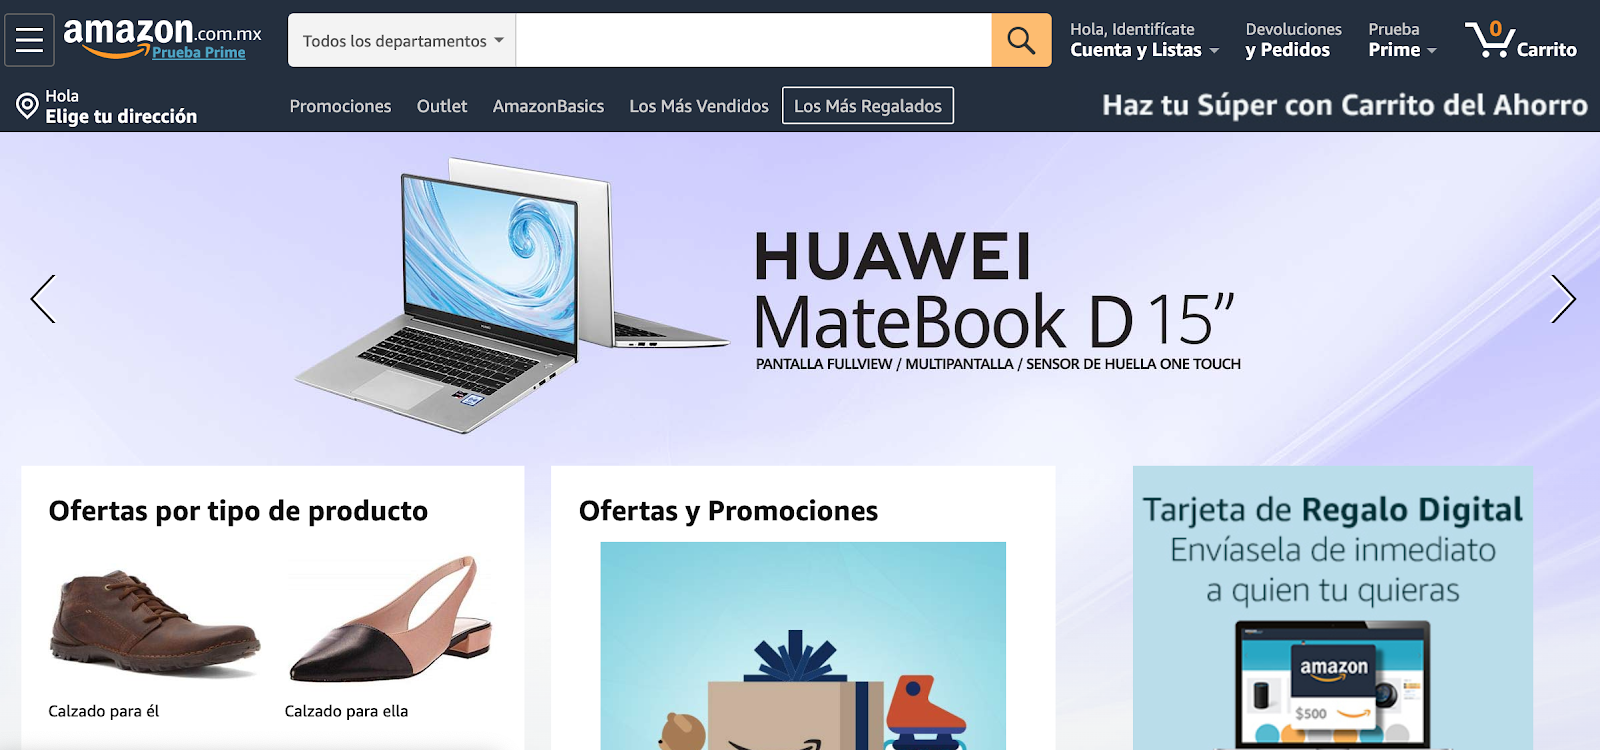 amazon.com.mx
Prueba Prime
Todos los departamentos
Hola, Identifícate
Cuenta y Listas
Devoluciones
y Pedidos
Prueba
Prime
0
Carrito
Hola
Elige tu dirección
Promociones
Outlet
AmazonBasics
Los Más Vendidos
Los Más Regalados
Haz tu Súper con Carrito del Ahorro
HUAWEI
MateBook D 15”
PANTALLA FULLVIEW / MULTIPANTALLA / SENSOR DE HUELLA ONE TOUCH
Ofertas por tipo de producto
Calzado para él
Calzado para ella
Ofertas y Promociones
Tarjeta de Regalo Digital
Envíasela de inmediato
a quien tu quieras
amazon
$500